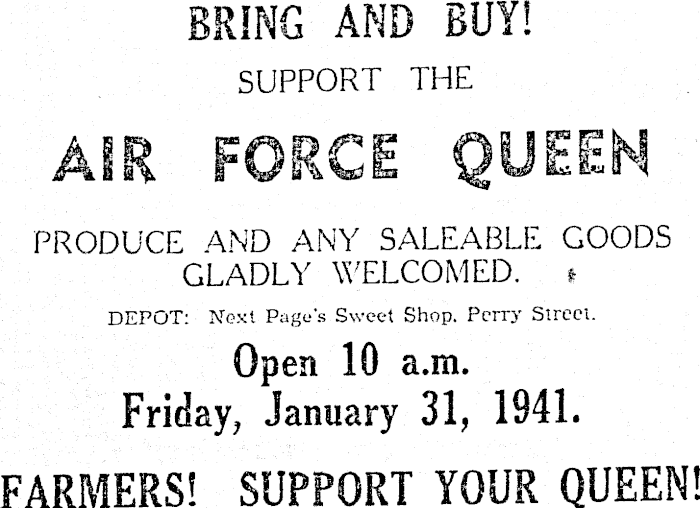 BRING AND BUY!
SUPPORT THE
AIR FORCE QUEEN
PRODUCE AND ANY SALEABLE GOODS
GLADLY WELCOMED.
DEPOT: Next Page's Sweet Shop, Perry Street.
Open 10 a.m.
Friday, January 31, 1941.
FARMERS! SUPPORT YOUR QUEEN!